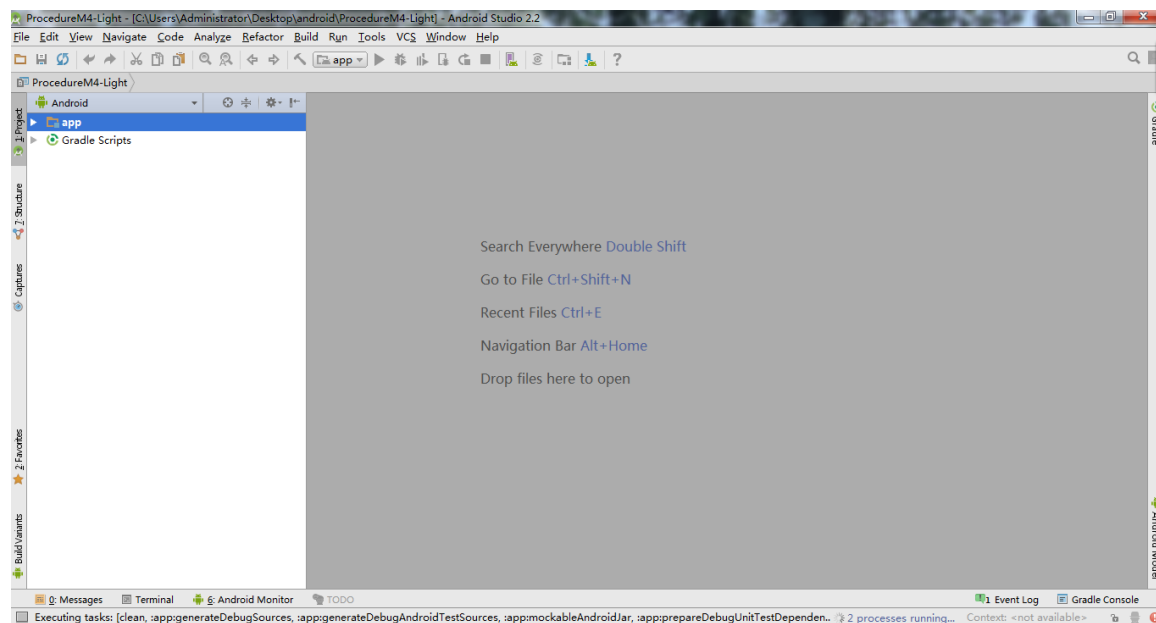 ProcedureM4-Light - [C:\Users\Administrator\Desktop\android\ProcedureM4-Light] - Android Studio 2.2
File Edit View Navigate Code Analyze Refactor Build Run Tools VCS Window Help
app
ProcedureM4-Light
Android
1: Project
app
Gradle Scripts
Gradle
7: Structure
Captures
Search Everywhere Double Shift
Go to File Ctrl+Shift+N
Recent Files Ctrl+E
Navigation Bar Alt+Home
Drop files here to open
2: Favorites
Build Variants
Android Model
0: Messages Terminal 6: Android Monitor TODO 1 Event Log Gradle Console
Executing tasks: [clean, :app:generateDebugSources, :app:generateDebugAndroidTestSources, :app:mockableAndroidJar, :app:prepareDebugUnitTestDependen.. 2 processes running... Context: <not available>